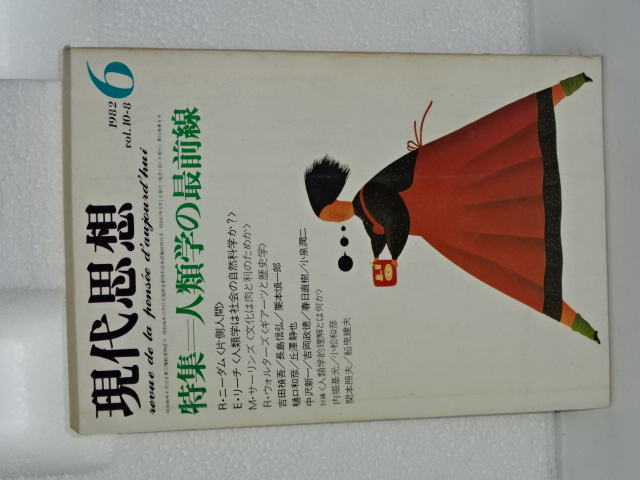 現代思想
revue de la pensée d'aujourd'hui
1982
vol.10-8
6
特集=人類学の最前線
R・ニーダム〈片側人間〉
E・リーチ〈人類学は社会の自然科学か?〉
M・サーリンズ〈文化は肉と利のためか〉
R・ウォルターズ〈ギアーツと歴史学〉
吉田禎吾/長島信弘/栗本慎一郎
樋口和彦/丘澤静也
中沢新一/吉岡政徳/春日直樹/小泉潤二
討議〈人類学的理解とは何か〉
内堀基光/小松和彦
関本照夫/船曳建夫